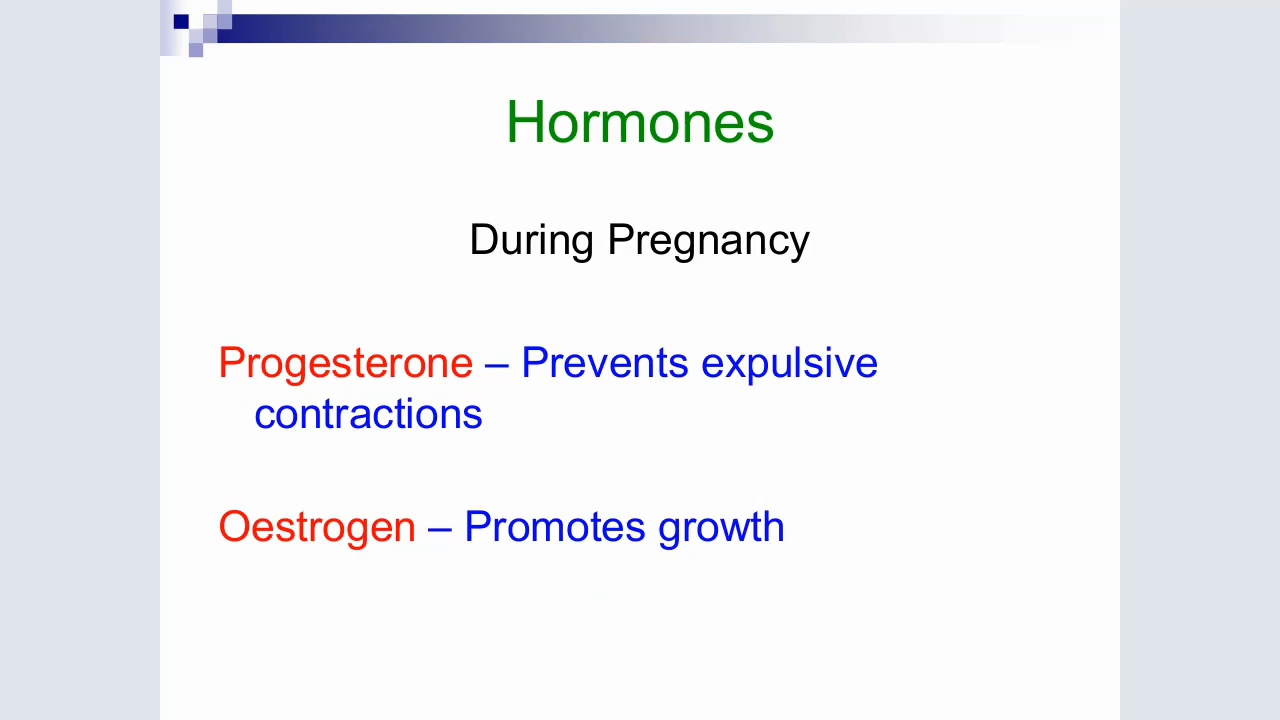 Hormones
During Pregnancy
Progesterone – Prevents expulsive
contractions
Oestrogen – Promotes growth